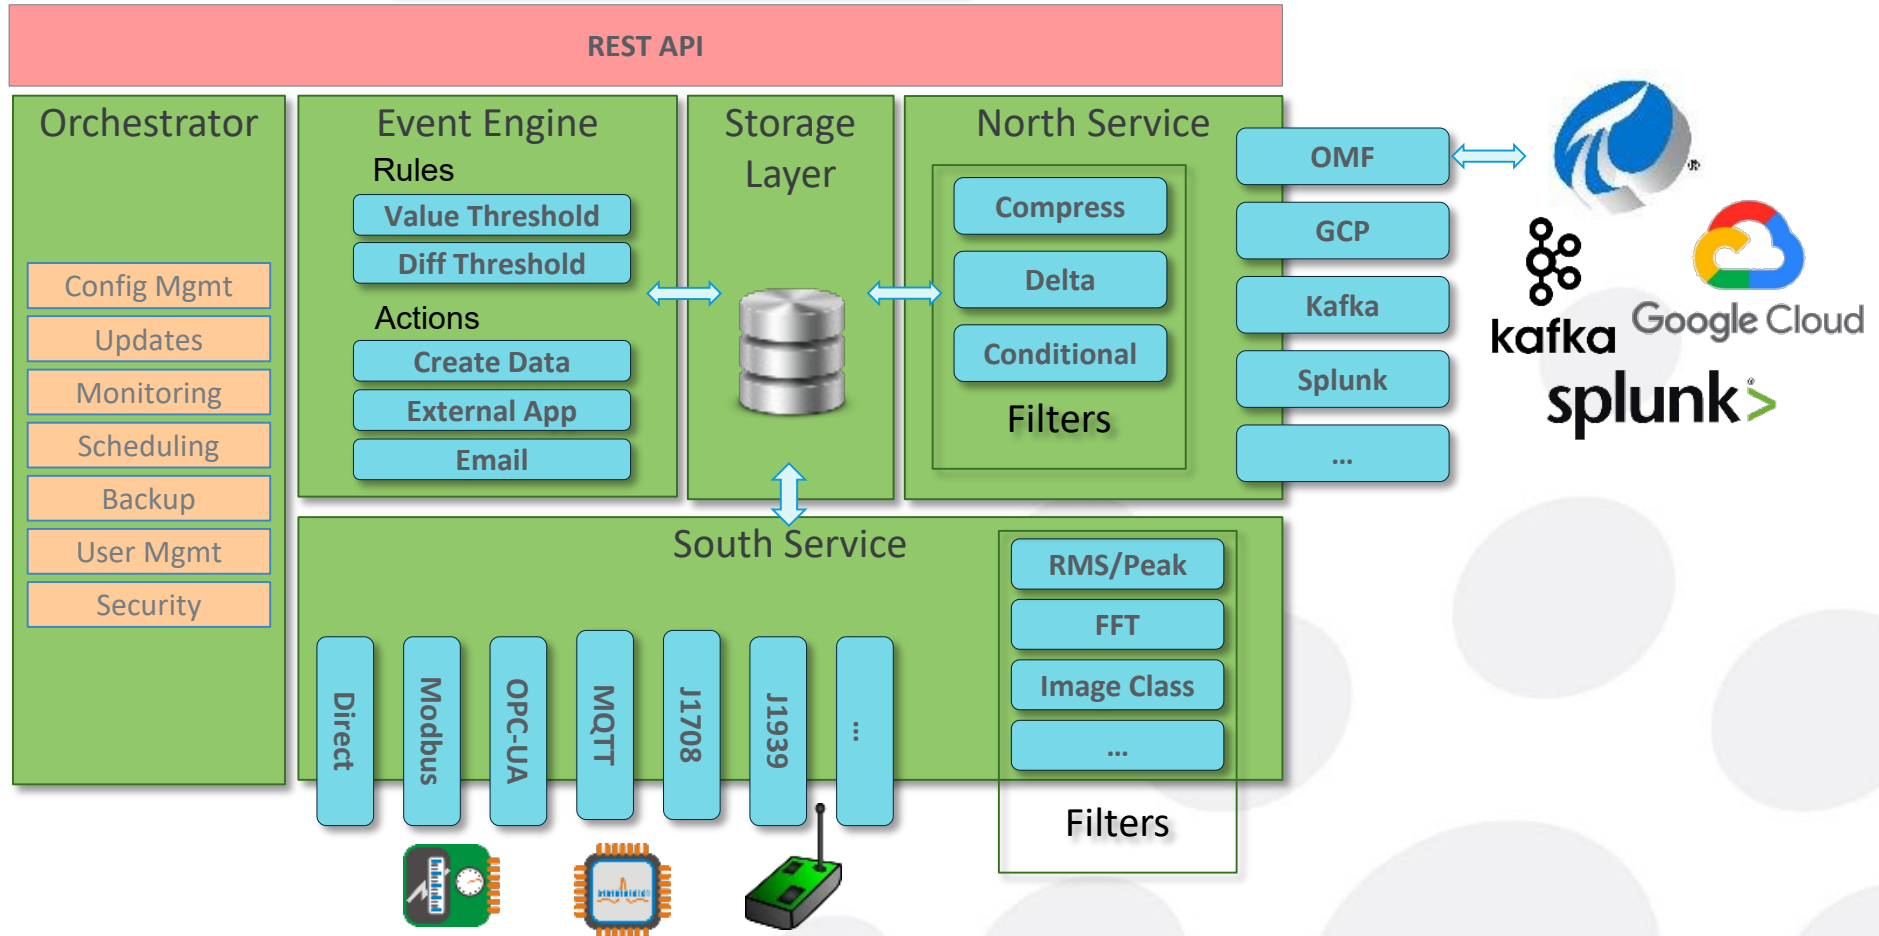 REST API
Orchestrator
Config Mgmt
Updates
Monitoring
Scheduling
Backup
User Mgmt
Security
Event Engine
Rules
Value Threshold
Diff Threshold
Actions
Create Data
External App
Email
Storage
Layer
North Service
Compress
Delta
Conditional
Filters
OMF
GCP
Kafka
Splunk
...
®
kafka
Google Cloud
splunk>
South Service
Direct
Modbus
OPC-UA
MQTT
J1708
J1939
...
RMS/Peak
FFT
Image Class
...
Filters